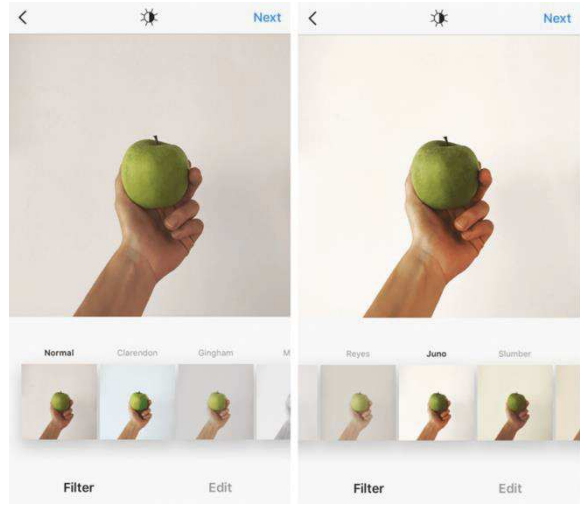 Next
Normal Clarendon Gingham M
Filter Edit
Next
Reyes Juno Slumber
Filter Edit